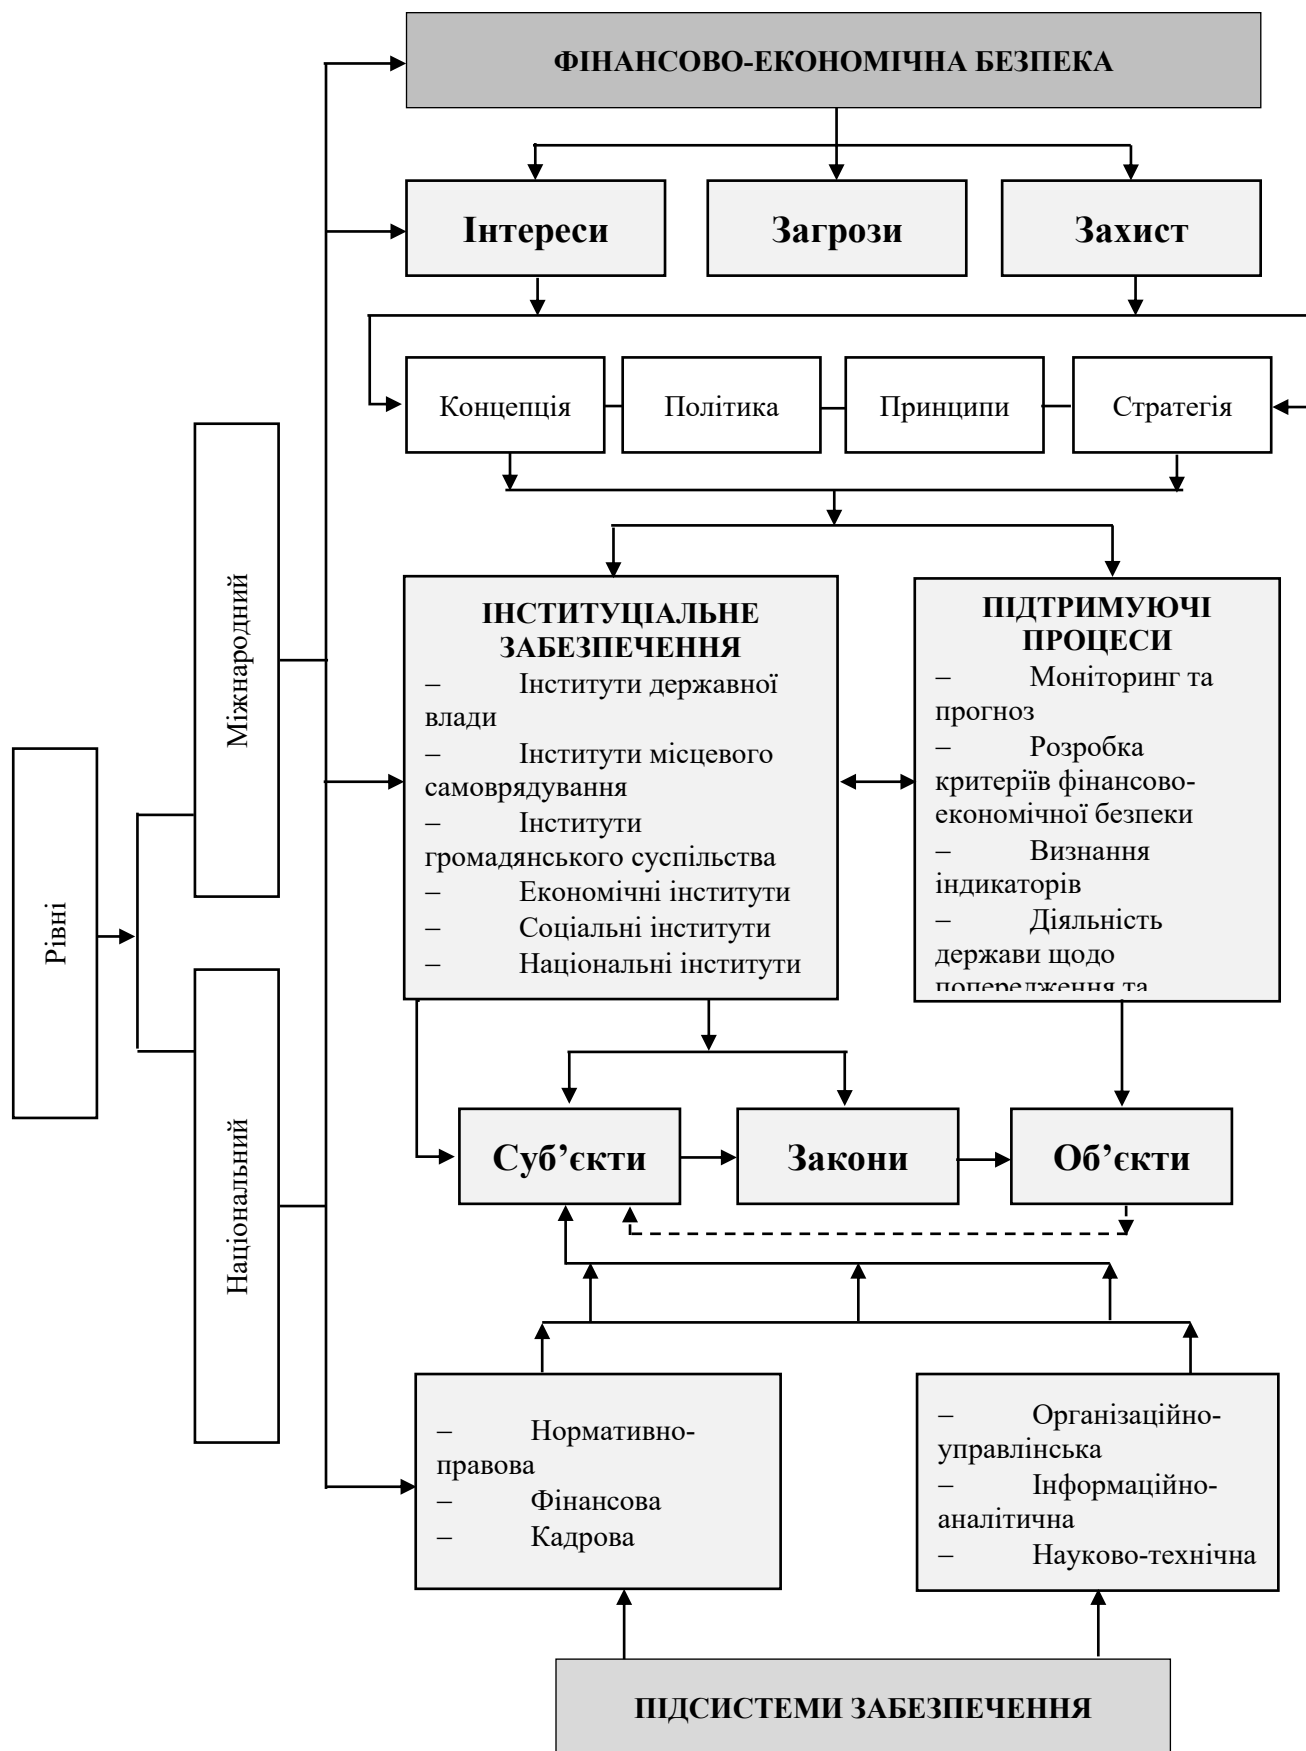 ФІНАНСОВО-ЕКОНОМІЧНА БЕЗПЕКА
Інтереси
Загрози
Захист
Концепція
Політика
Принципи
Стратегія
Рівні
Міжнародний
Національний
ІНСТИТУЦІАЛЬНЕ
ЗАБЕЗПЕЧЕННЯ
– Інститути державної
влади
– Інститути місцевого
самоврядування
– Інститути
громадянського суспільства
– Економічні інститути
– Соціальні інститути
– Національні інститути
ПІДТРИМУЮЧІ
ПРОЦЕСИ
– Моніторинг та
прогноз
– Розробка
критеріїв фінансово-
економічної безпеки
– Визнання
індикаторів
– Діяльність
держави щодо
попередження та
Суб’єкти
Закони
Об’єкти
– Нормативно-
правова
– Фінансова
– Кадрова
– Організаційно-
управлінська
– Інформаційно-
аналітична
– Науково-технічна
ПІДСИСТЕМИ ЗАБЕЗПЕЧЕННЯ